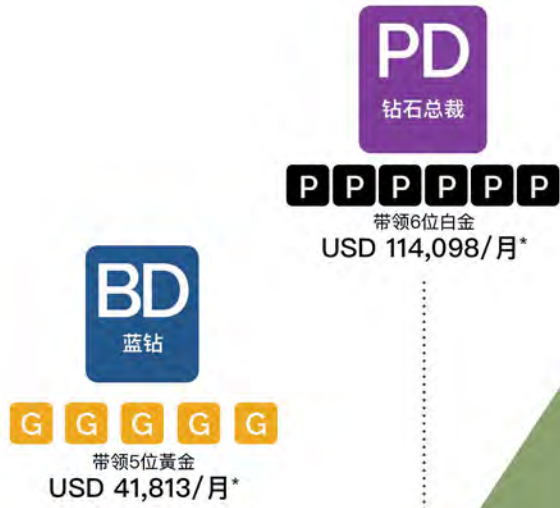 PD
钻石总裁
P P P P P P
带领6位白金
USD 114,098/月*
BD
蓝钻
G G G G G
带领5位黃金
USD 41,813/月*